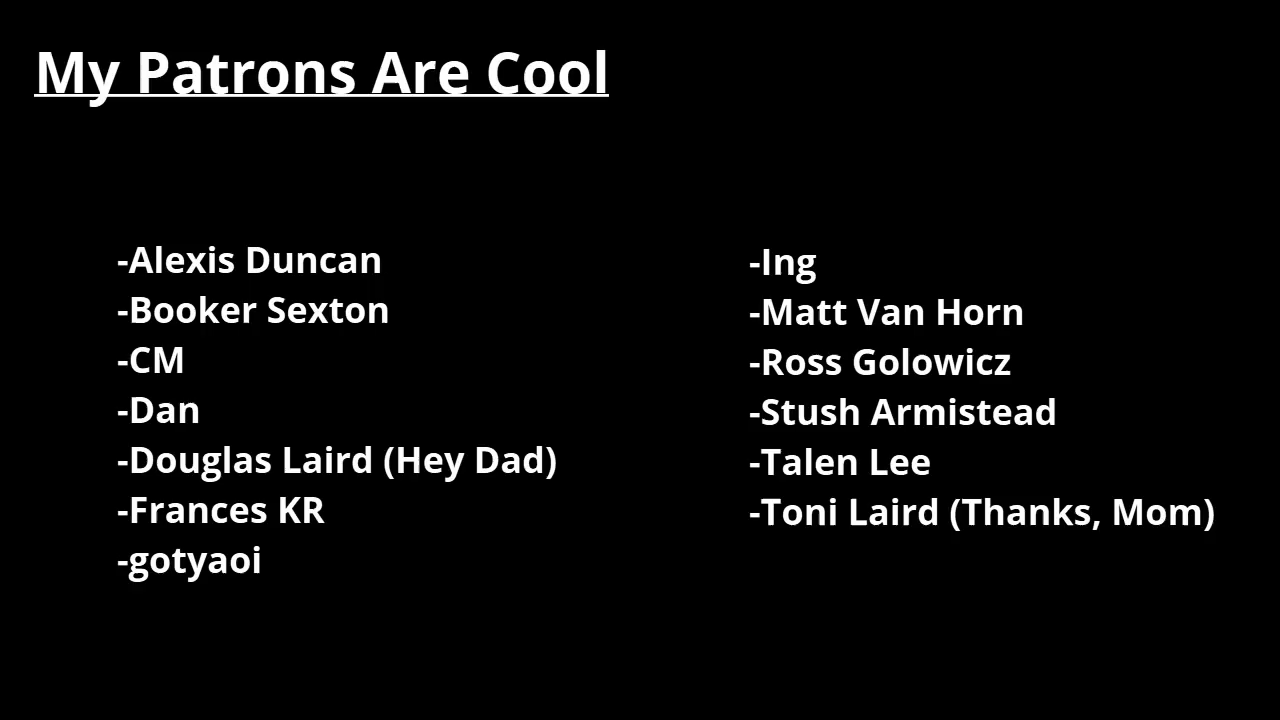 My Patrons Are Cool
-Alexis Duncan
-Booker Sexton
-CM
-Dan
-Douglas Laird (Hey Dad)
-Frances KR
-gotyaoi
-Ing
-Matt Van Horn
-Ross Golowicz
-Stush Armistead
-Talen Lee
-Toni Laird (Thanks, Mom)